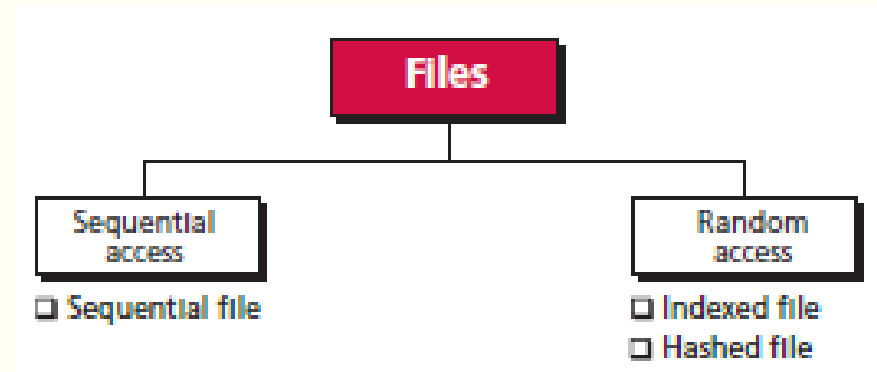 Files
Sequential
access
Sequential file
Random
access
Indexed file
Hashed file